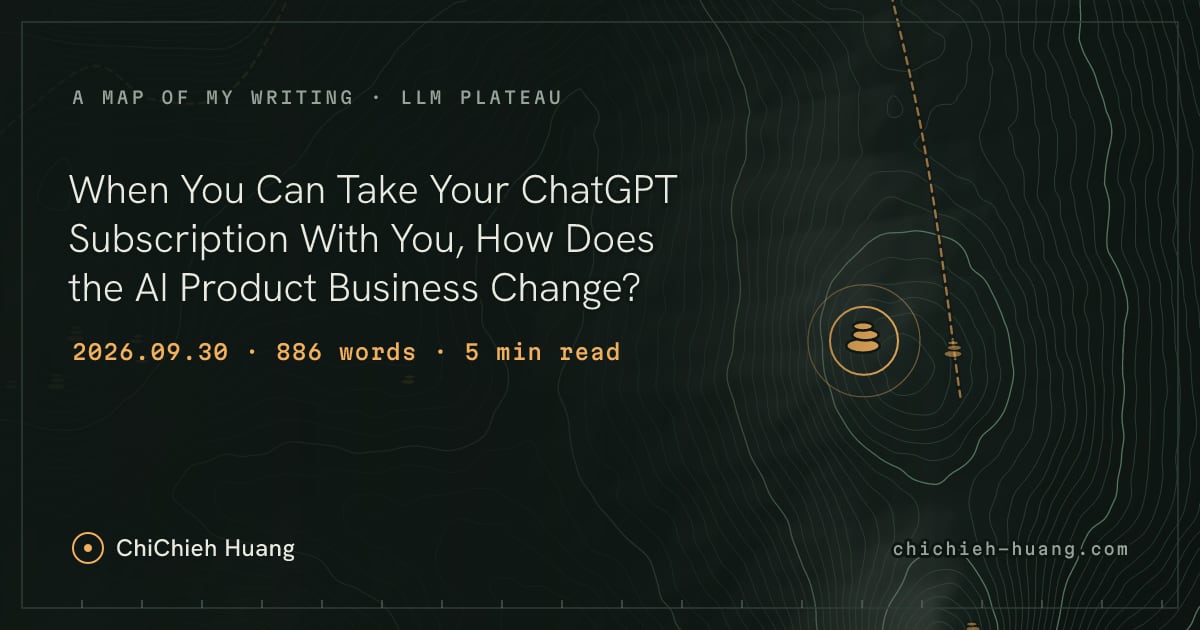 A MAP OF MY WRITING · LLM PLATEAU
When You Can Take Your ChatGPT
Subscription With You, How Does
the AI Product Business Change?
2026.09.30 · 886 words · 5 min read
ChiChieh Huang
chichieh-huang.com